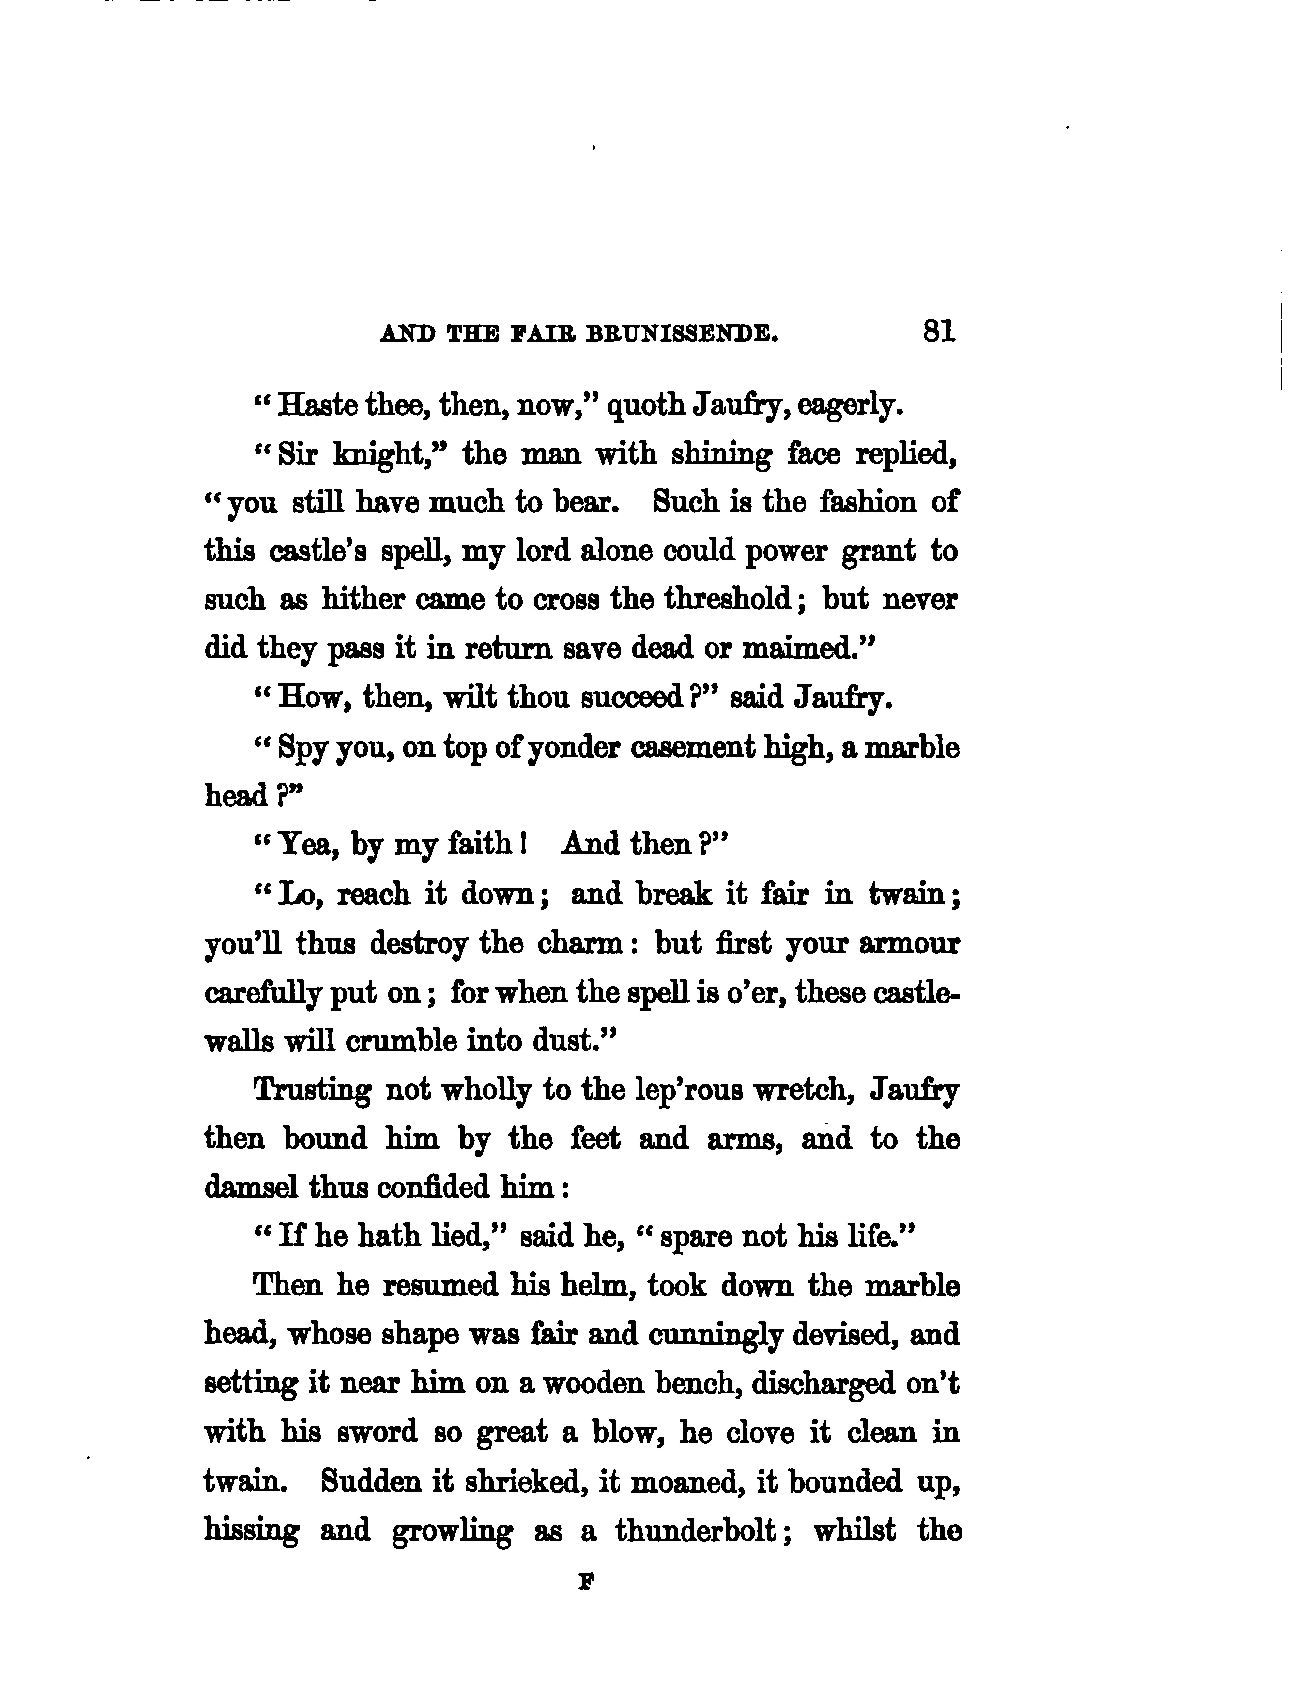 AND THE FAIR BRUNISSENDE. 81
“Haste thee, then, now,” quoth Jaufry, eagerly.
“Sir knight,” the man with shining face replied,
“you still have much to bear. Such is the fashion of
this castle’s spell, my lord alone could power grant to
such as hither came to cross the threshold; but never
did they pass it in return save dead or maimed.”
“How, then, wilt thou succeed?” said Jaufry.
“Spy you, on top of yonder casement high, a marble
head?”
“Yea, by my faith! And then?”
“Lo, reach it down; and break it fair in twain;
you’ll thus destroy the charm: but first your armour
carefully put on; for when the spell is o’er, these castle-
walls will crumble into dust.”
Trusting not wholly to the lep’rous wretch, Jaufry
then bound him by the feet and arms, and to the
damsel thus confided him:
“If he hath lied,” said he, “spare not his life.”
Then he resumed his helm, took down the marble
head, whose shape was fair and cunningly devised, and
setting it near him on a wooden bench, discharged on’t
with his sword so great a blow, he clove it clean in
twain. Sudden it shrieked, it moaned, it bounded up,
hissing and growling as a thunderbolt; whilst the
F